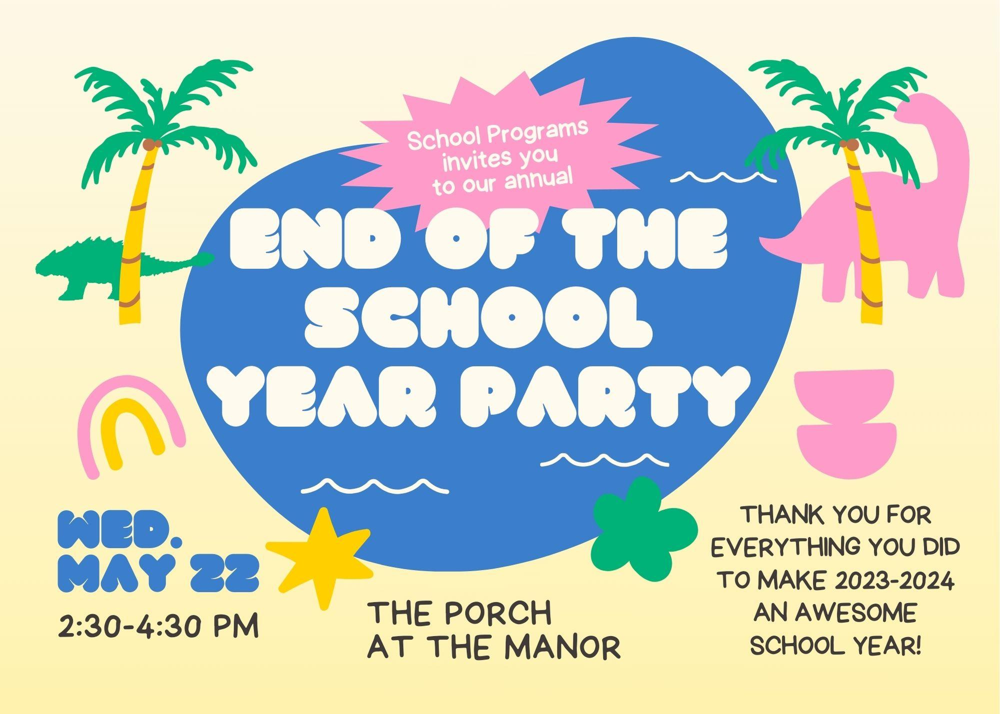 School Programs
invites you
to our annual
END OF THE
SCHOOL
YEAR PARTY
WED.
MAY 22
2:30-4:30 PM
THE PORCH
AT THE MANOR
THANK YOU FOR
EVERYTHING YOU DID
TO MAKE 2023-2024
AN AWESOME
SCHOOL YEAR!